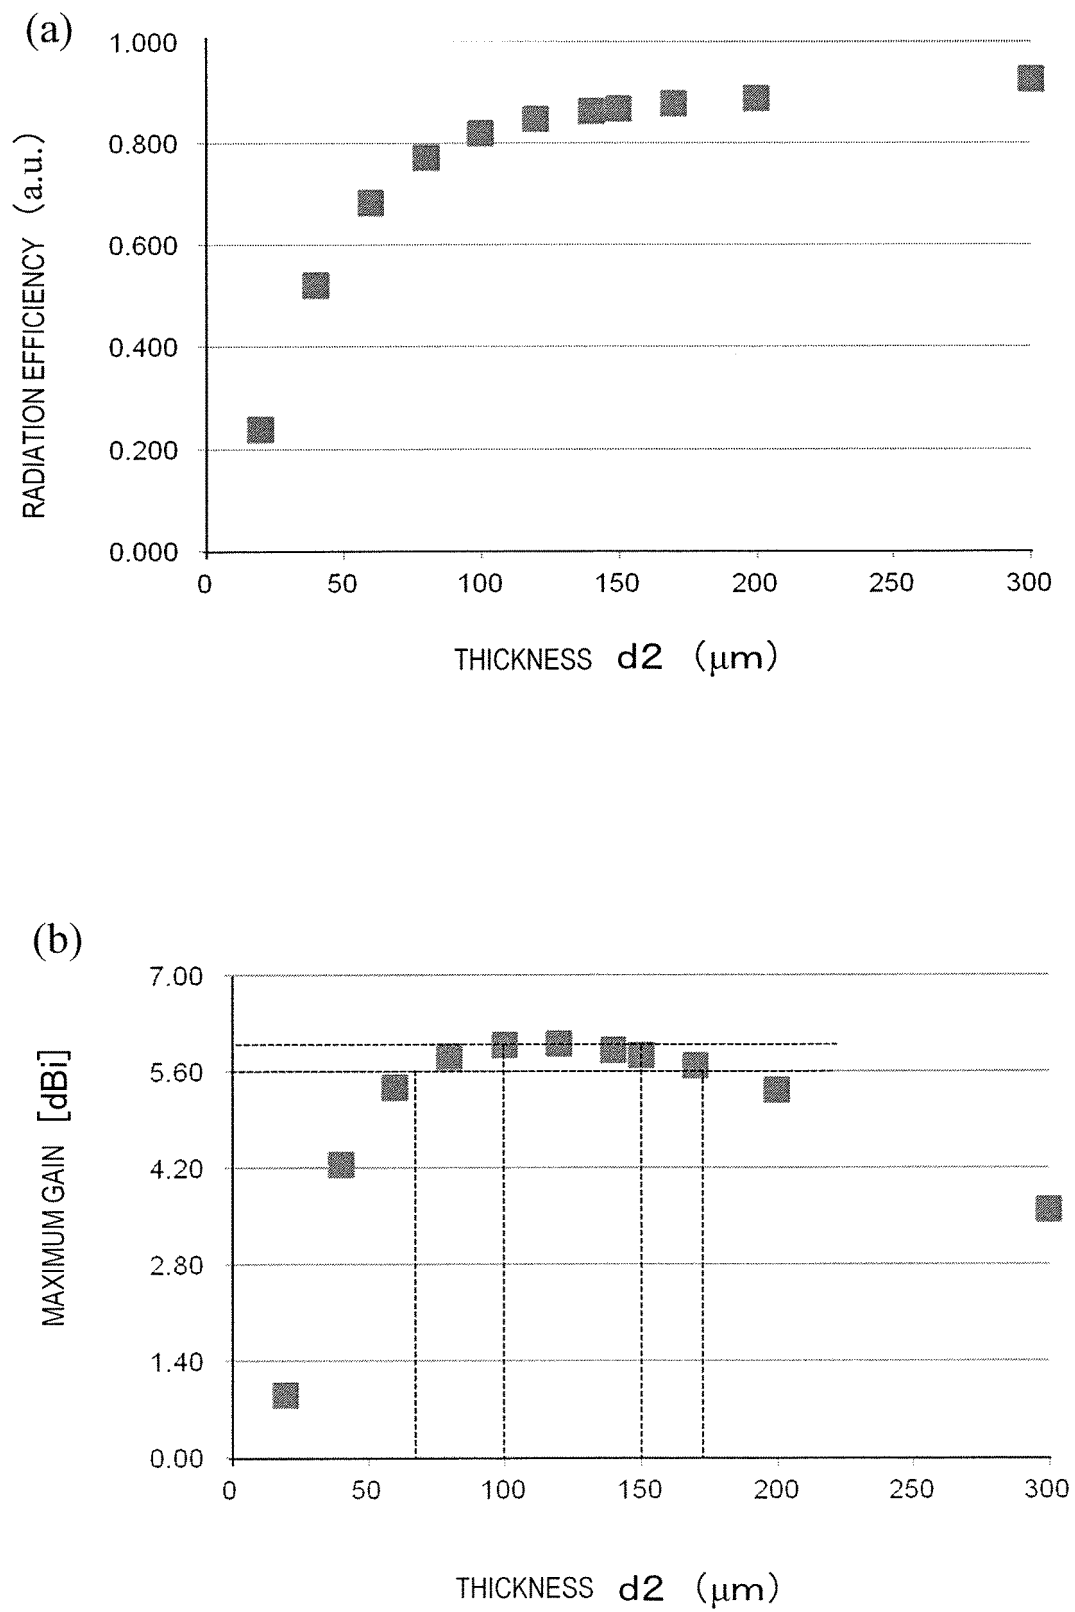 (a)
1.000
0.800
0.600
0.400
0.200
0.000
RADIATION EFFICIENCY (a.u.)
0 50 100 150 200 250 300
THICKNESS d2 (μm)
(b)
7.00
5.60
4.20
2.80
1.40
0.00
MAXIMUM GAIN [dBi]
0 50 100 150 200 250 300
THICKNESS d2 (μm)